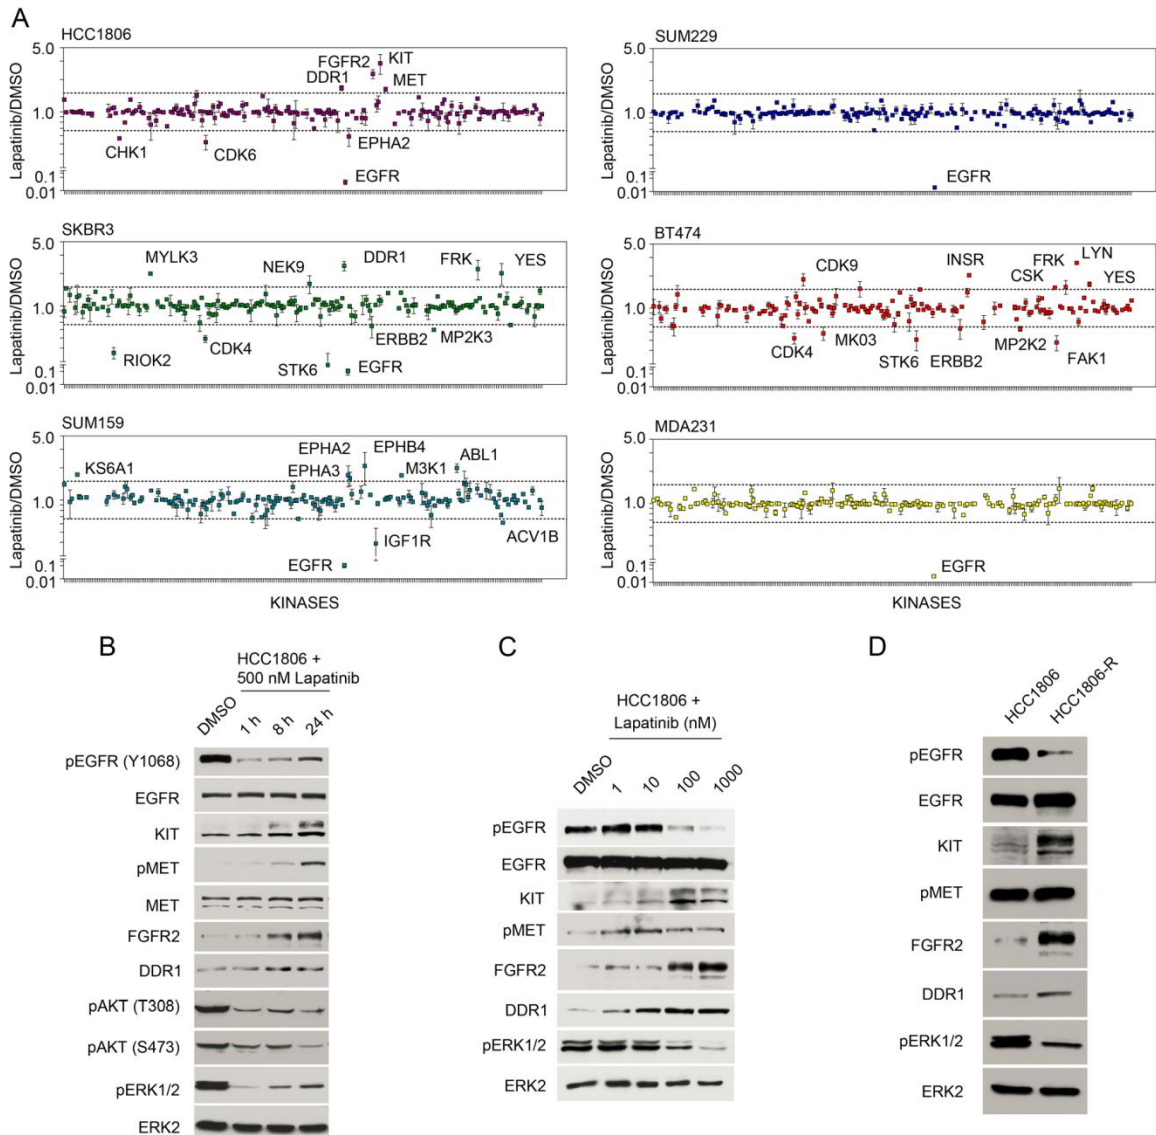 A
HCC1806
Lapatinib/DMSO
5.0
1.0
0.1
0.01
FGFR2
KIT
DDR1
MET
CHK1
CDK6
EPHA2
EGFR
SUM229
Lapatinib/DMSO
5.0
1.0
0.1
0.01
EGFR
SKBR3
Lapatinib/DMSO
5.0
1.0
0.1
0.01
MYLK3
NEK9
DDR1
FRK
YES
RIOK2
CDK4
STK6
ERBB2
MP2K3
EGFR
BT474
Lapatinib/DMSO
5.0
1.0
0.1
0.01
CDK9
INSR
FRK
LYN
CSK
YES
CDK4
MK03
STK6
ERBB2
MP2K2
FAK1
SUM159
Lapatinib/DMSO
5.0
1.0
0.1
0.01
KS6A1
EPHA2
EPHB4
ABL1
EPHA3
M3K1
IGF1R
ACV1B
EGFR
KINASES
MDA231
Lapatinib/DMSO
5.0
1.0
0.1
0.01
EGFR
KINASES
B
HCC1806 +
500 nM Lapatinib
DMSO
1 h
8 h
24 h
pEGFR (Y1068)
EGFR
KIT
pMET
MET
FGFR2
DDR1
pAKT (T308)
pAKT (S473)
pERK1/2
ERK2
C
HCC1806 +
Lapatinib (nM)
DMSO
1
10
100
1000
pEGFR
EGFR
KIT
pMET
FGFR2
DDR1
pERK1/2
ERK2
D
HCC1806
HCC1806-R
pEGFR
EGFR
KIT
pMET
FGFR2
DDR1
pERK1/2
ERK2